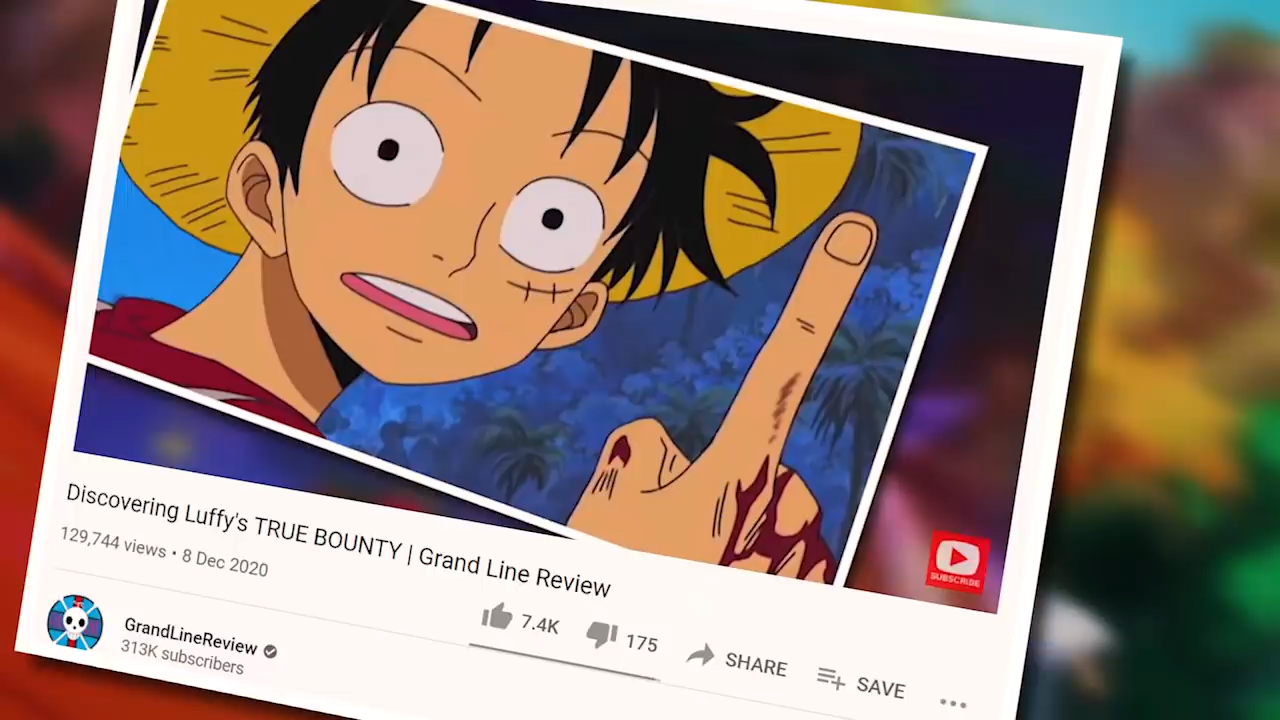 SUBSCRIBE
Discovering Luffy's TRUE BOUNTY | Grand Line Review
129,744 views • 8 Dec 2020
7.4K 175 SHARE SAVE
GrandLineReview
313K subscribers